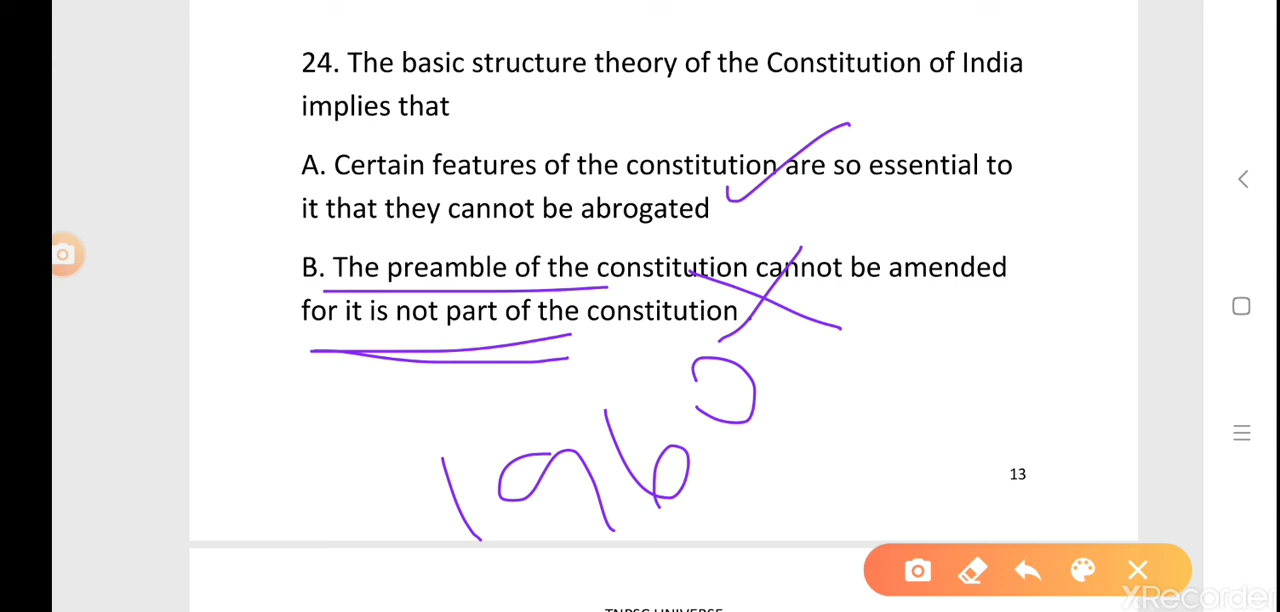 24. The basic structure theory of the Constitution of India
implies that
A. Certain features of the constitution are so essential to
it that they cannot be abrogated
B. The preamble of the constitution cannot be amended
for it is not part of the constitution
1960
13
TNPSC UNIVERSE
XRecorder